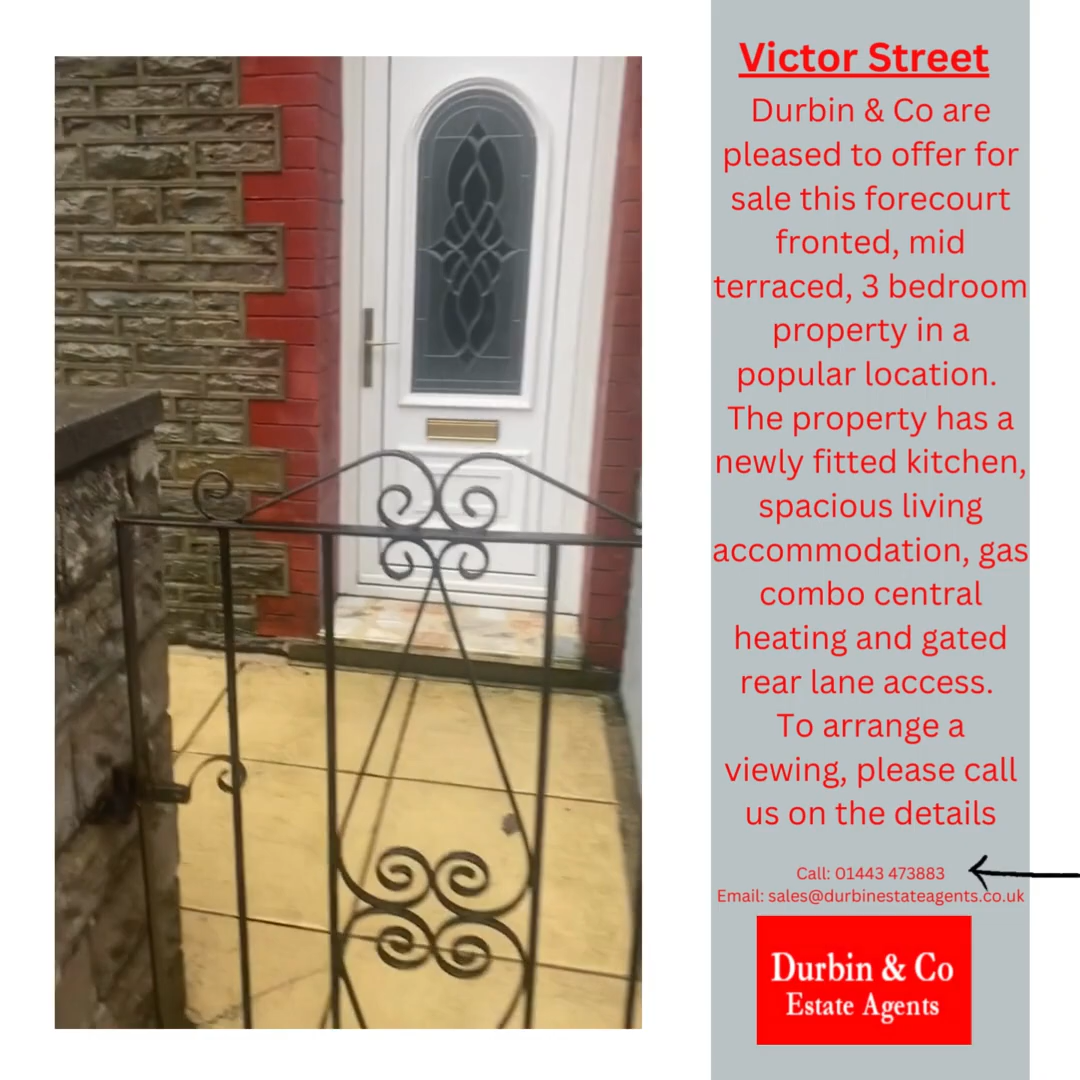 Victor Street
Durbin & Co are
pleased to offer for
sale this forecourt
fronted, mid
terraced, 3 bedroom
property in a
popular location.
The property has a
newly fitted kitchen,
spacious living
accommodation, gas
combo central
heating and gated
rear lane access.
To arrange a
viewing, please call
us on the details
Call: 01443 473883
Email: sales@durbinestateagents.co.uk
Durbin & Co
Estate Agents